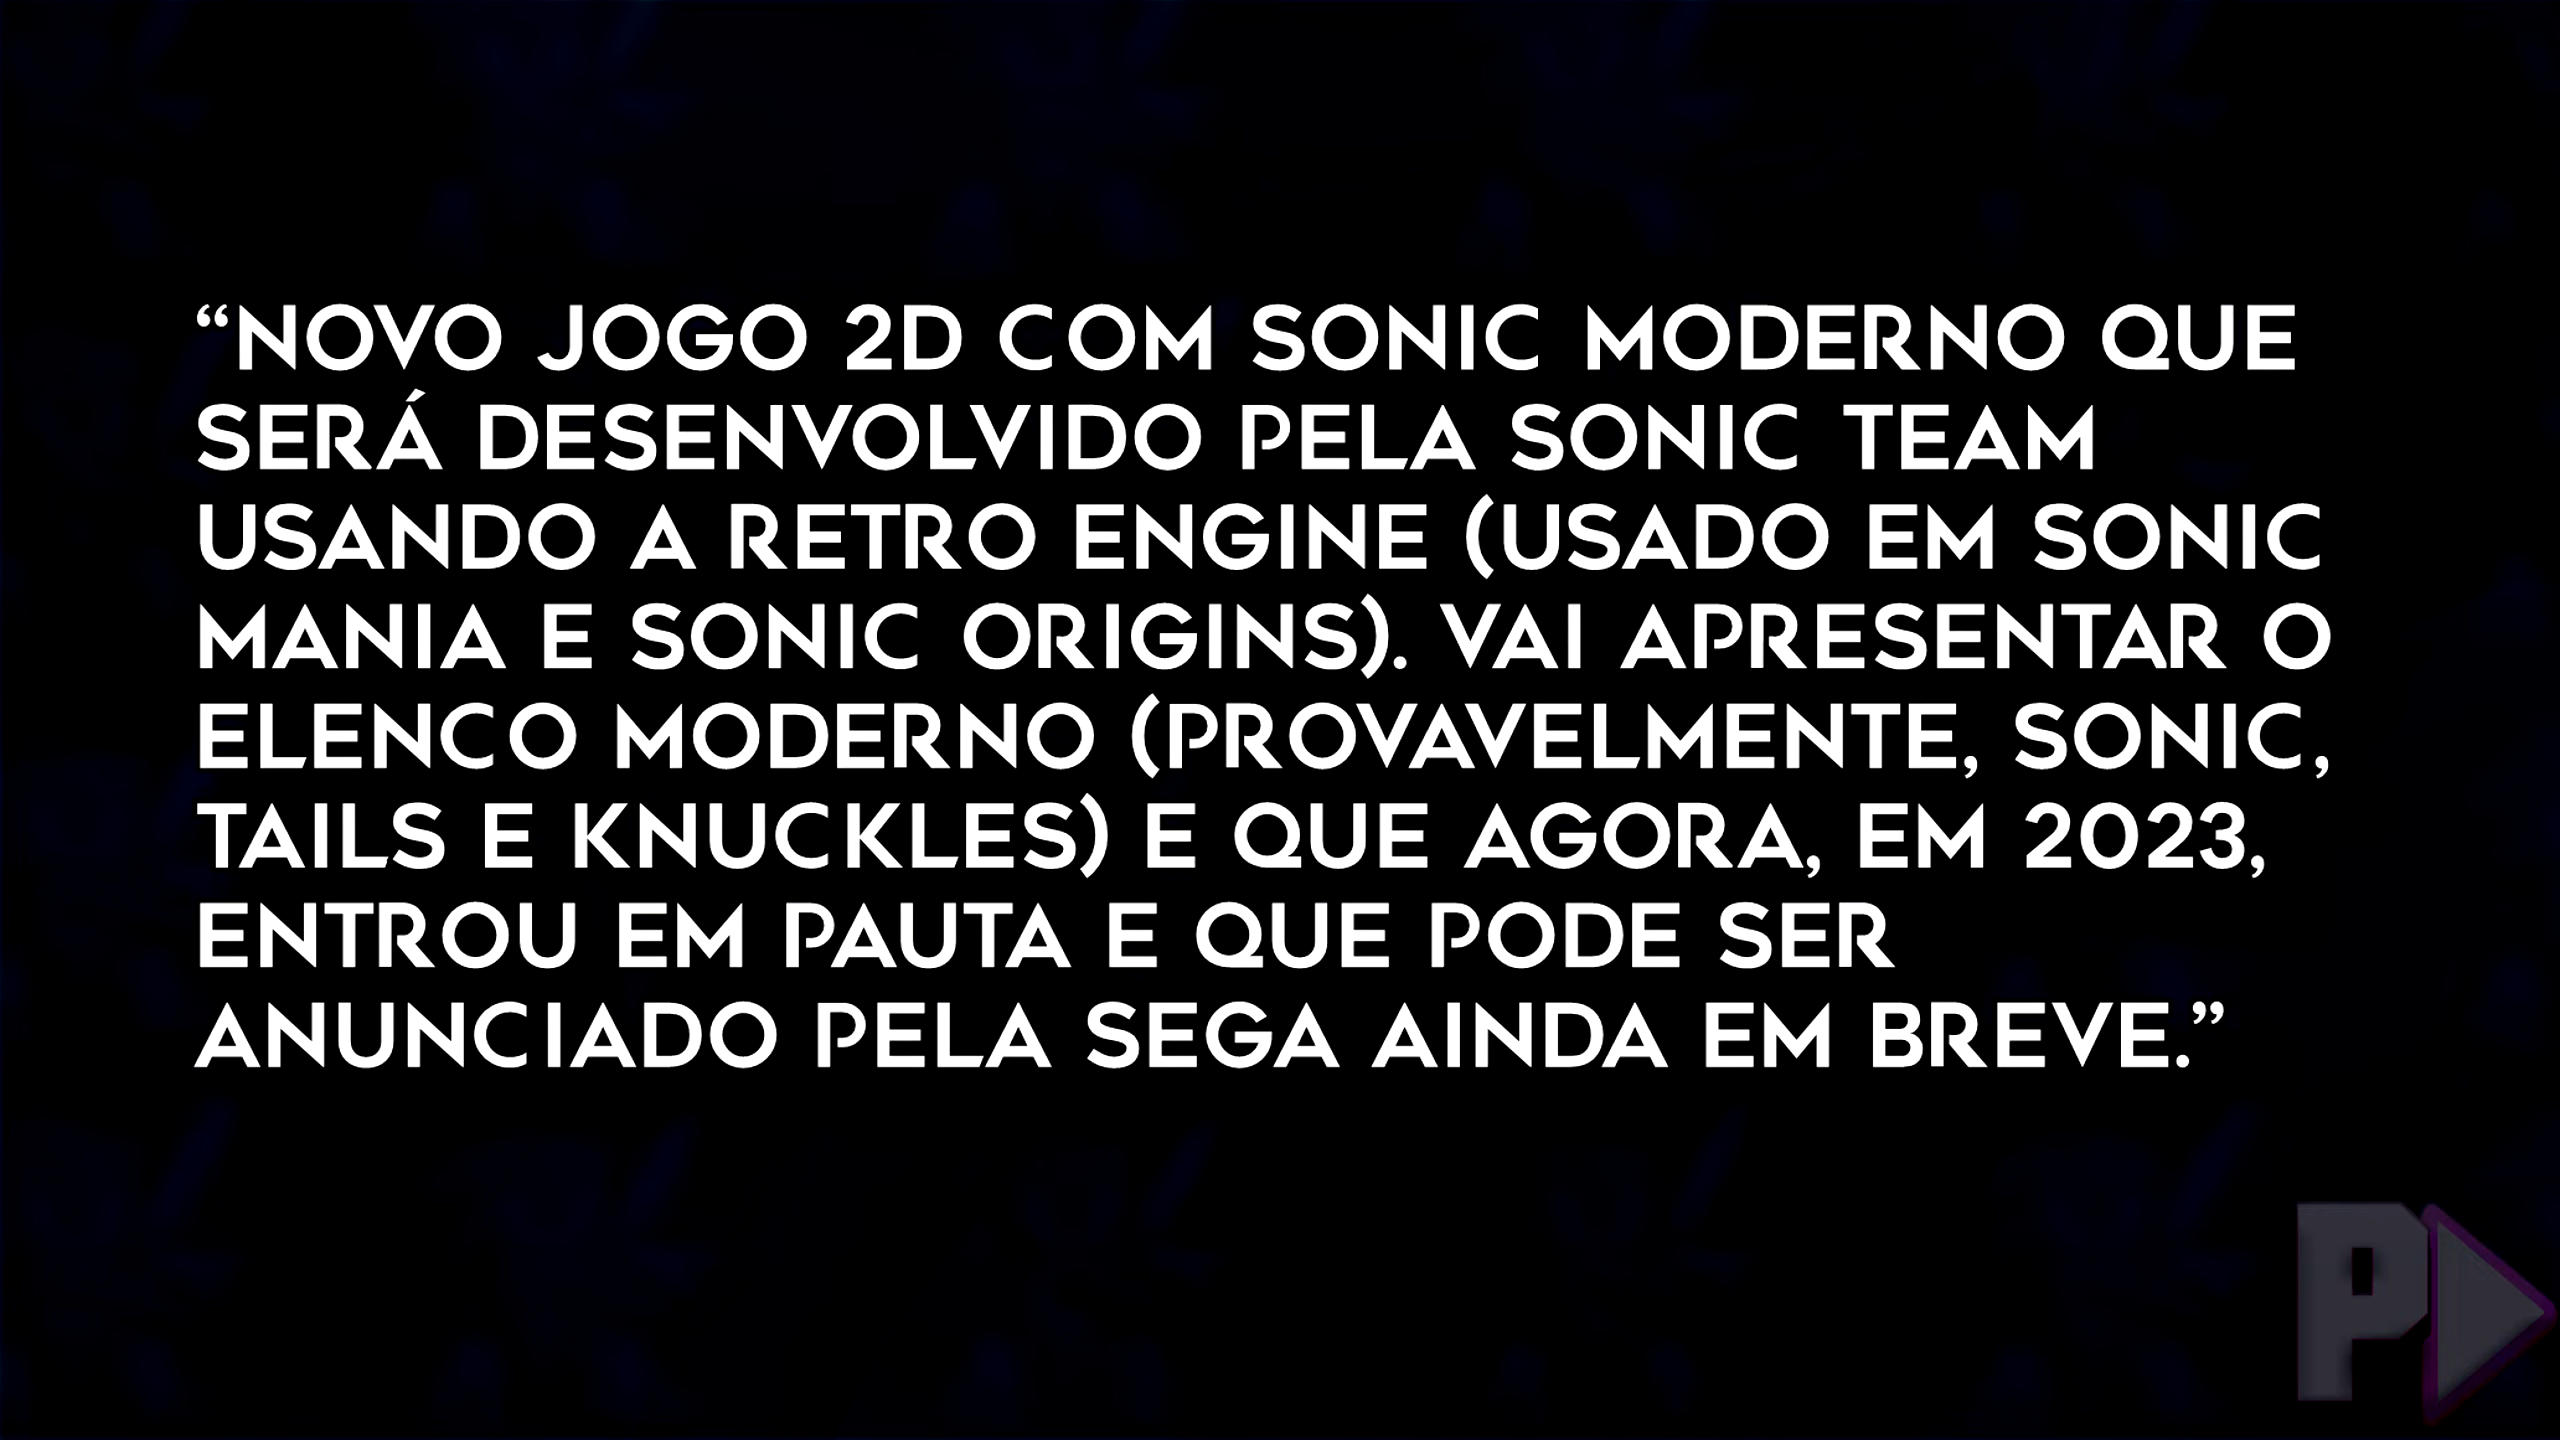 “NOVO JOGO 2D COM SONIC MODERNO QUE
SERÁ DESENVOLVIDO PELA SONIC TEAM
USANDO A RETRO ENGINE (USADO EM SONIC
MANIA E SONIC ORIGINS). VAI APRESENTAR O
ELENCO MODERNO (PROVAVELMENTE, SONIC,
TAILS E KNUCKLES) E QUE AGORA, EM 2023,
ENTROU EM PAUTA E QUE PODE SER
ANUNCIADO PELA SEGA AINDA EM BREVE.”
P